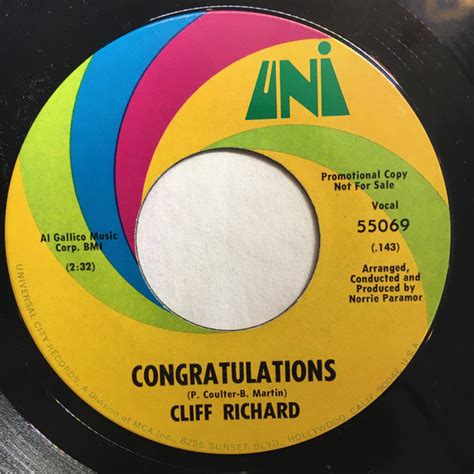 UNI
Promotional Copy
Not For Sale
Vocal
55069
(.143)
Arranged,
Conducted and
Produced by
Norrie Paramor
Al Gallico Music
Corp. BMI
(2:32)
CONGRATULATIONS
(P. Coulter-B. Martin)
CLIFF RICHARD
UNIVERSAL CITY RECORDS, A Division of MCA Inc., 8255 SUNSET BLVD., HOLLYWOOD, CALIF. 90046 U.S.A.